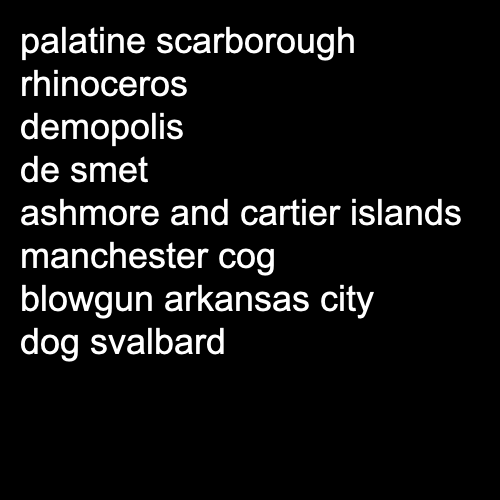 palatine scarborough
rhinoceros
demopolis
de smet
ashmore and cartier islands
manchester cog
blowgun arkansas city
dog svalbard